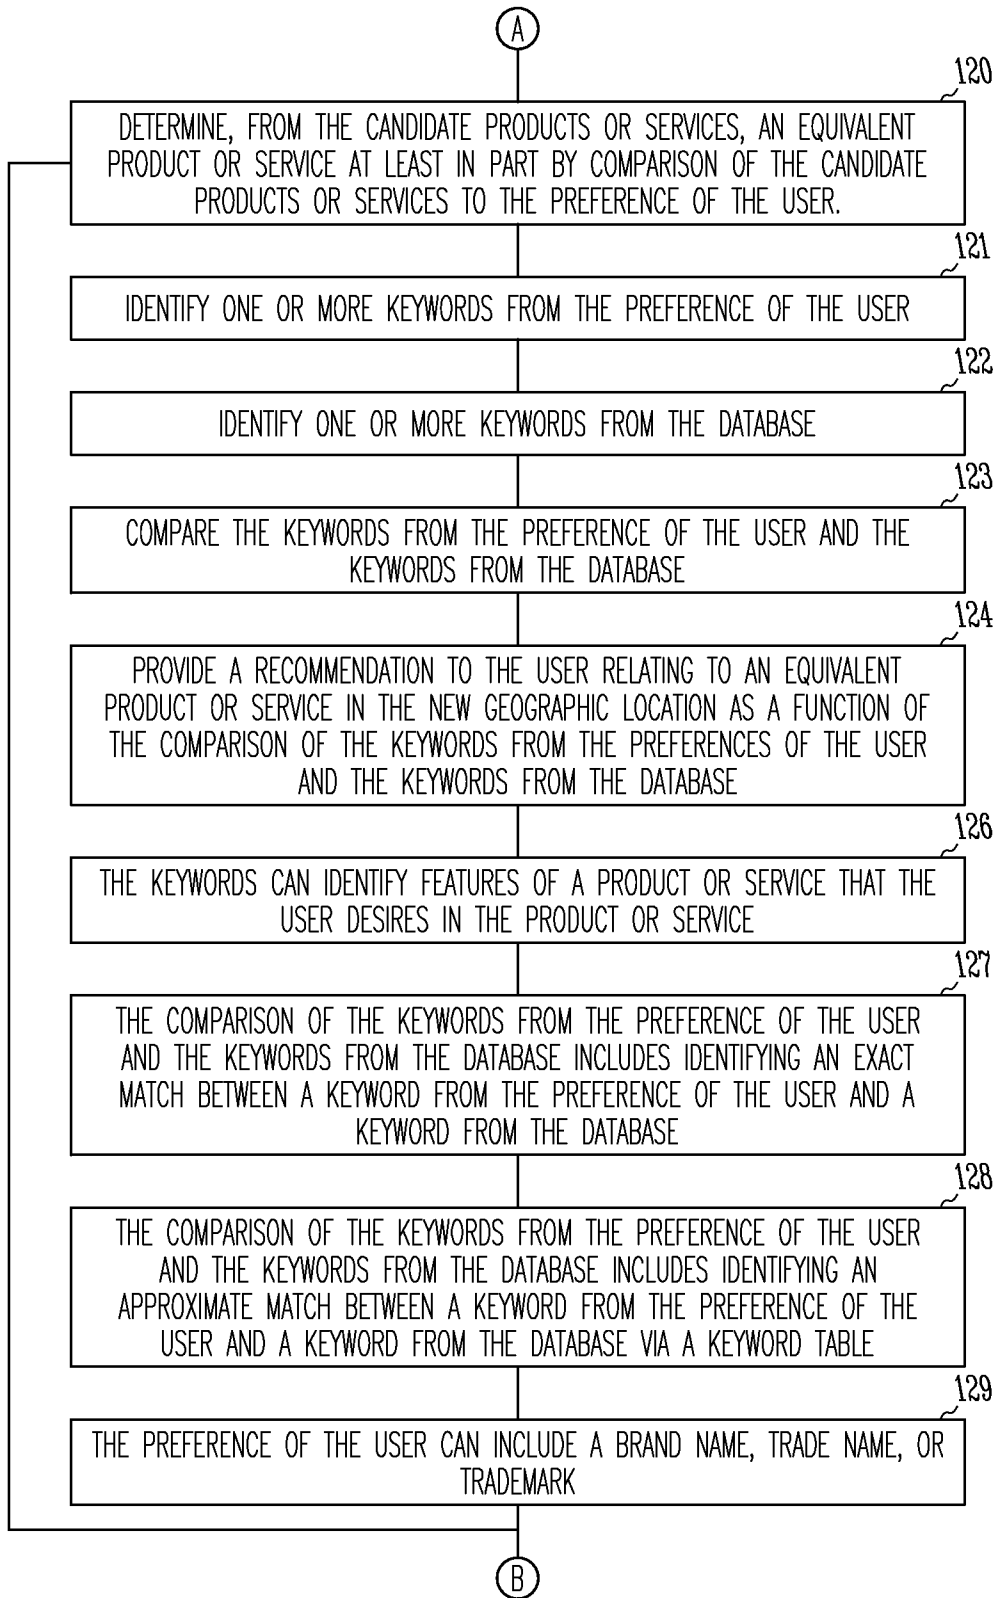 A
120
DETERMINE, FROM THE CANDIDATE PRODUCTS OR SERVICES, AN EQUIVALENT
PRODUCT OR SERVICE AT LEAST IN PART BY COMPARISON OF THE CANDIDATE
PRODUCTS OR SERVICES TO THE PREFERENCE OF THE USER.
121
IDENTIFY ONE OR MORE KEYWORDS FROM THE PREFERENCE OF THE USER
122
IDENTIFY ONE OR MORE KEYWORDS FROM THE DATABASE
123
COMPARE THE KEYWORDS FROM THE PREFERENCE OF THE USER AND THE
KEYWORDS FROM THE DATABASE
124
PROVIDE A RECOMMENDATION TO THE USER RELATING TO AN EQUIVALENT
PRODUCT OR SERVICE IN THE NEW GEOGRAPHIC LOCATION AS A FUNCTION OF
THE COMPARISON OF THE KEYWORDS FROM THE PREFERENCES OF THE USER
AND THE KEYWORDS FROM THE DATABASE
126
THE KEYWORDS CAN IDENTIFY FEATURES OF A PRODUCT OR SERVICE THAT THE
USER DESIRES IN THE PRODUCT OR SERVICE
127
THE COMPARISON OF THE KEYWORDS FROM THE PREFERENCE OF THE USER
AND THE KEYWORDS FROM THE DATABASE INCLUDES IDENTIFYING AN EXACT
MATCH BETWEEN A KEYWORD FROM THE PREFERENCE OF THE USER AND A
KEYWORD FROM THE DATABASE
128
THE COMPARISON OF THE KEYWORDS FROM THE PREFERENCE OF THE USER
AND THE KEYWORDS FROM THE DATABASE INCLUDES IDENTIFYING AN
APPROXIMATE MATCH BETWEEN A KEYWORD FROM THE PREFERENCE OF THE
USER AND A KEYWORD FROM THE DATABASE VIA A KEYWORD TABLE
129
THE PREFERENCE OF THE USER CAN INCLUDE A BRAND NAME, TRADE NAME, OR
TRADEMARK
B